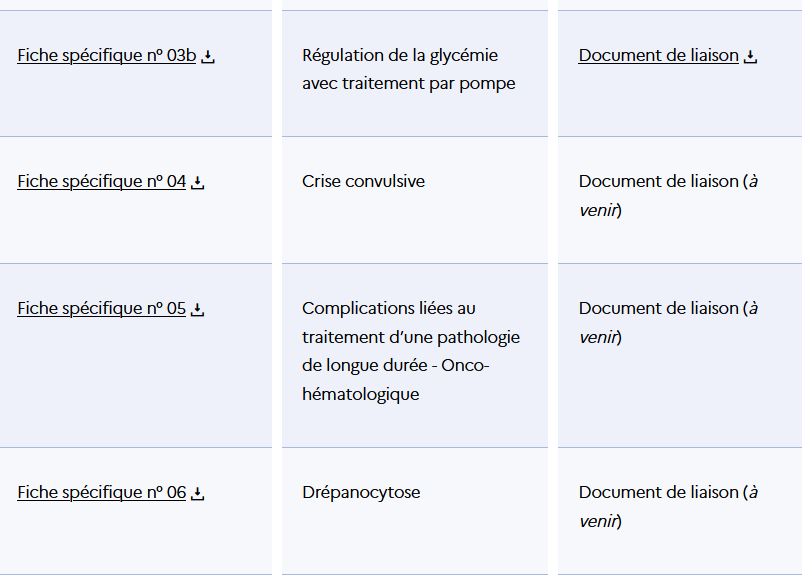 Fiche spécifique nº 03b
Régulation de la glycémie
avec traitement par pompe
Document de liaison
Fiche spécifique nº 04
Crise convulsive
Document de liaison (à
venir)
Fiche spécifique nº 05
Complications liées au
traitement d’une pathologie
de longue durée - Onco-
hématologique
Document de liaison (à
venir)
Fiche spécifique nº 06
Drépanocytose
Document de liaison (à
venir)